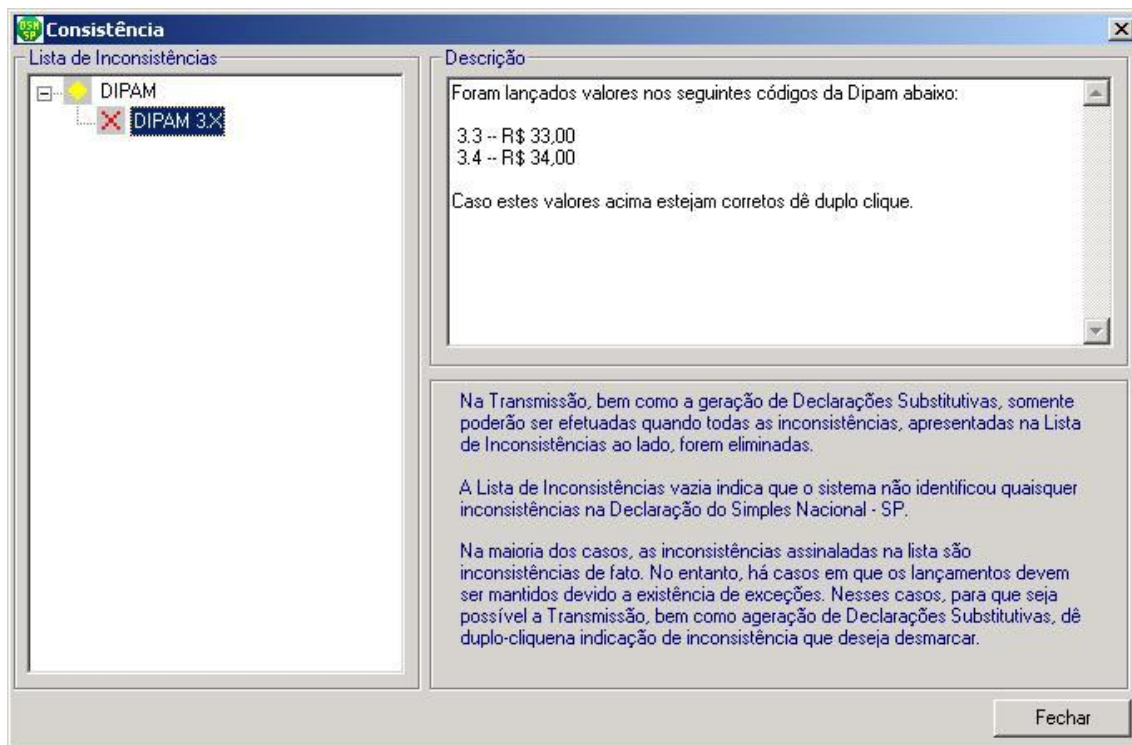 DSN
SP
Consistência
Lista de Inconsistências
DIPAM
DIPAM 3.X
Descrição
Foram lançados valores nos seguintes códigos da Dipam abaixo:
3.3 -- R$ 33,00
3.4 -- R$ 34,00
Caso estes valores acima estejam corretos dê duplo clique.
Na Transmissão, bem como a geração de Declarações Substitutivas, somente
poderão ser efetuadas quando todas as inconsistências, apresentadas na Lista
de Inconsistências ao lado, forem eliminadas.
A Lista de Inconsistências vazia indica que o sistema não identificou quaisquer
inconsistências na Declaração do Simples Nacional - SP.
Na maioria dos casos, as inconsistências assinaladas na lista são
inconsistências de fato. No entanto, há casos em que os lançamentos devem
ser mantidos devido a existência de exceções. Nesses casos, para que seja
possível a Transmissão, bem como ageração de Declarações Substitutivas, dê
duplo-cliquena indicação de inconsistência que deseja desmarcar.
Fechar